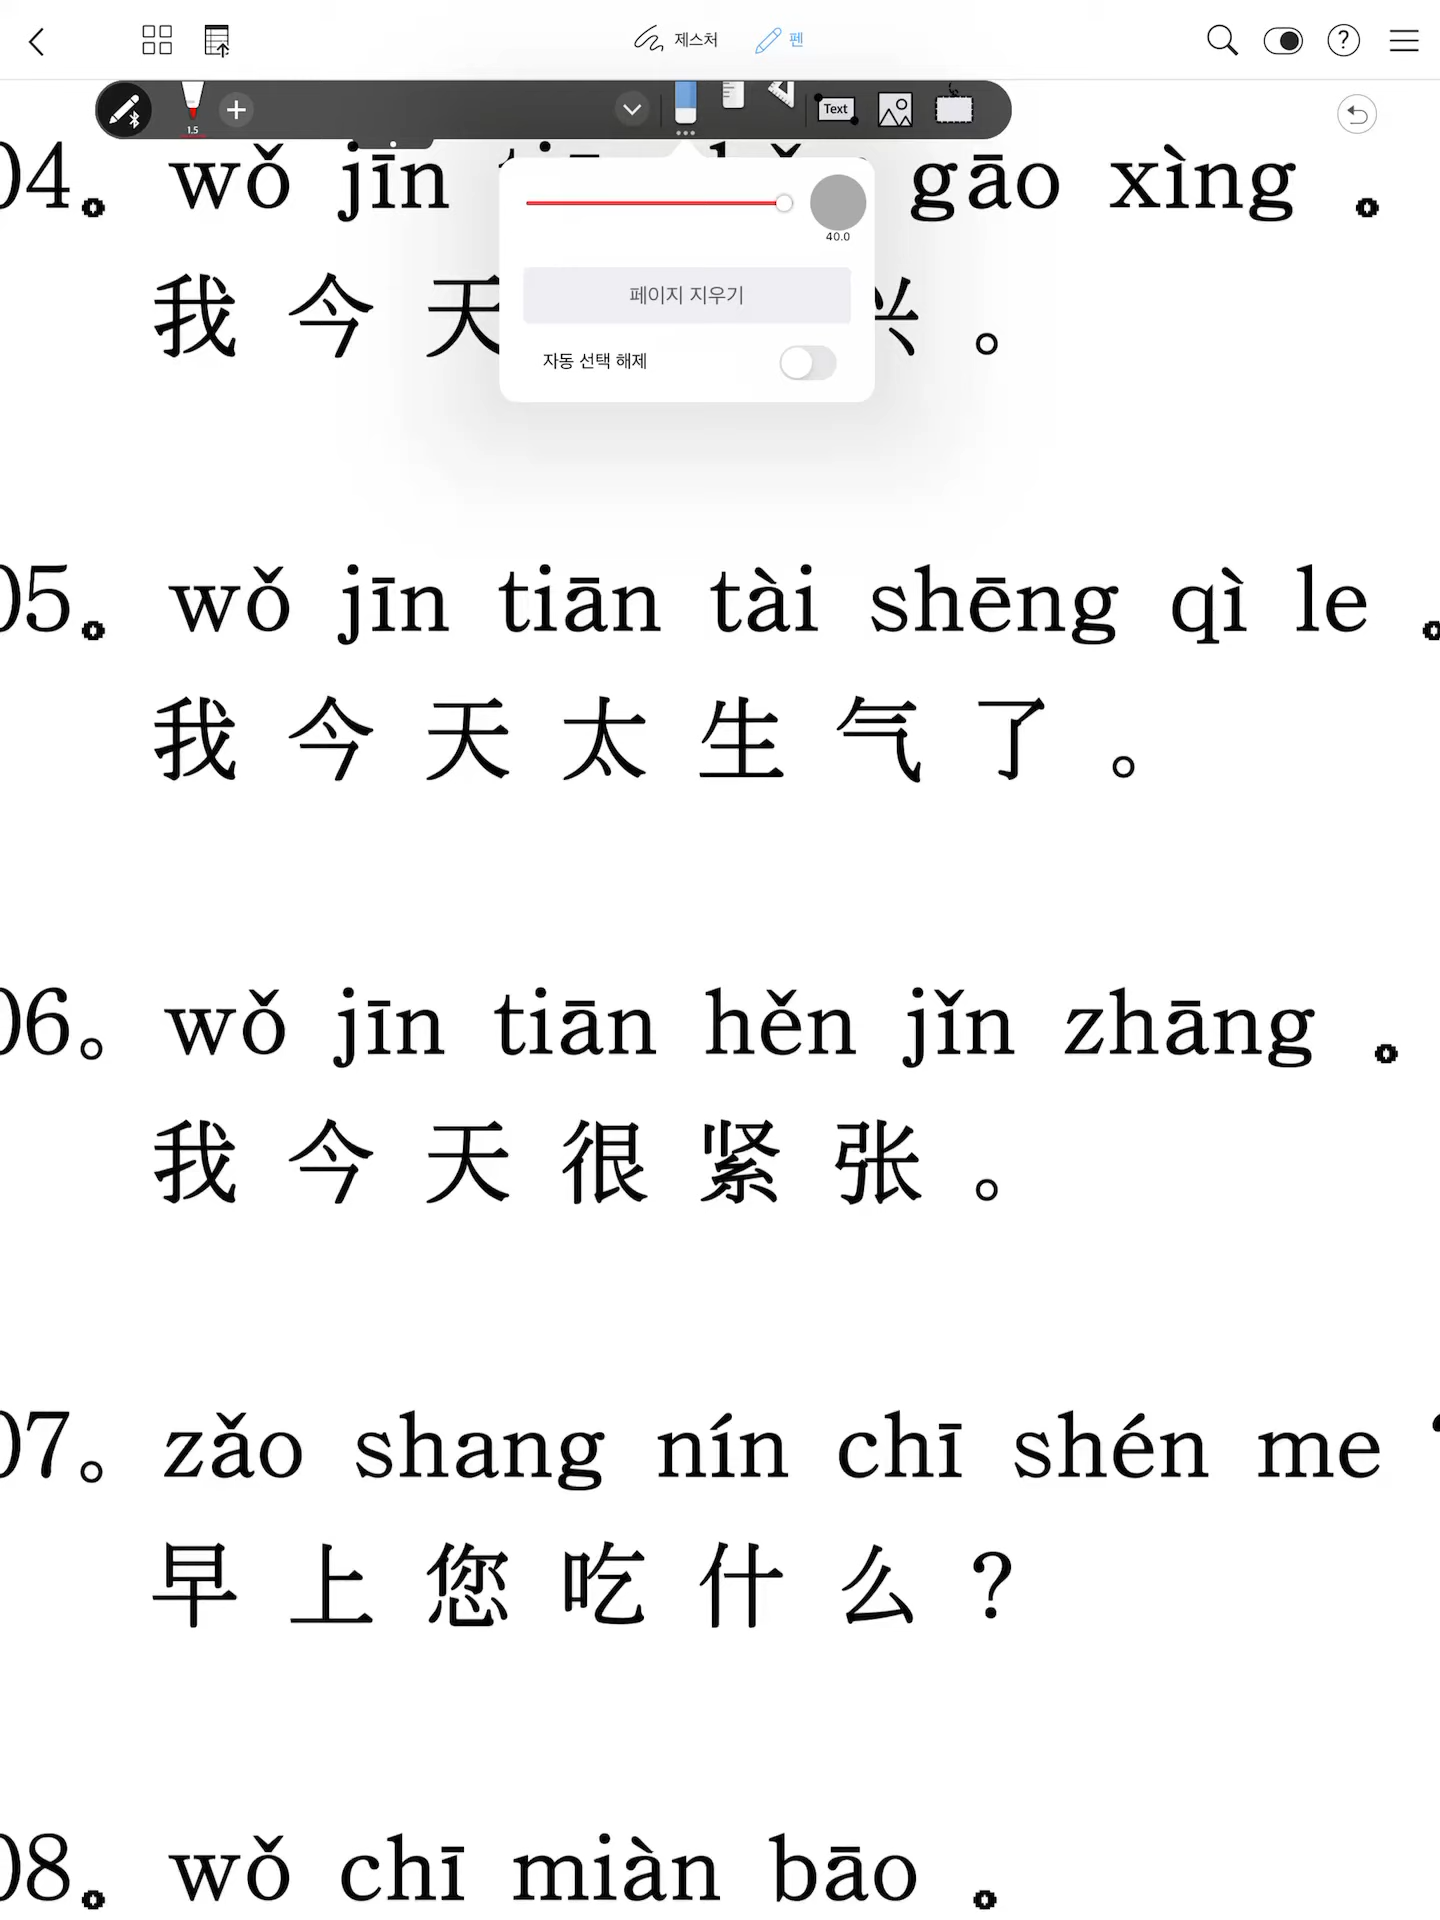 제스처 펜
1.5 Text
04。 wǒ jīn gāo xìng 。
40.0
我 今 天 兴 。
페이지 지우기
자동 선택 해제
05。 wǒ jīn tiān tài shēng qì le 。
我 今 天 太 生 气 了 。
06。 wǒ jīn tiān hěn jǐn zhāng 。
我 今 天 很 紧 张 。
07。 zǎo shang nín chī shén me ?
早 上 您 吃 什 么 ?
08。 wǒ chī miàn bāo 。